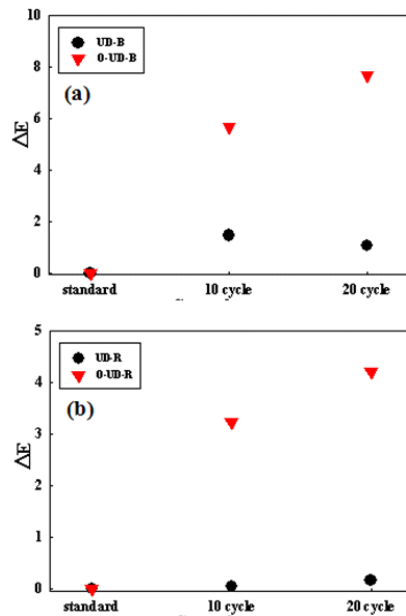 10
UD-B
O-UD-B
8
(a)
6
ΔE
4
2
0
standard 10 cycle 20 cycle
5
UD-R
O-UD-R
4
(b)
3
ΔE
2
1
0
standard 10 cycle 20 cycle